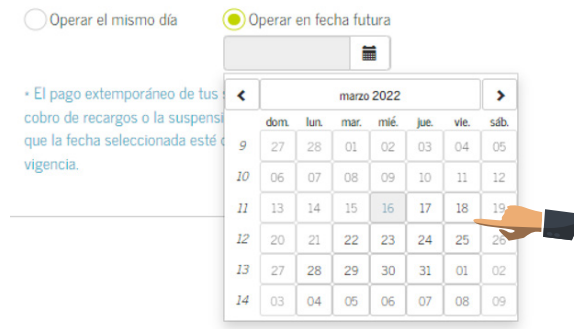 Operar el mismo día Operar en fecha futura
• El pago extemporáneo de tus
cobro de recargos o la suspensi
que la fecha seleccionada esté
vigencia.
marzo 2022
dom. lun. mar. mié. jue. vie. sáb.
9 27 28 01 02 03 04 05
10 06 07 08 09 10 11 12
11 13 14 15 16 17 18 19
12 20 21 22 23 24 25 26
13 27 28 29 30 31 01 02
14 03 04 05 06 07 08 09